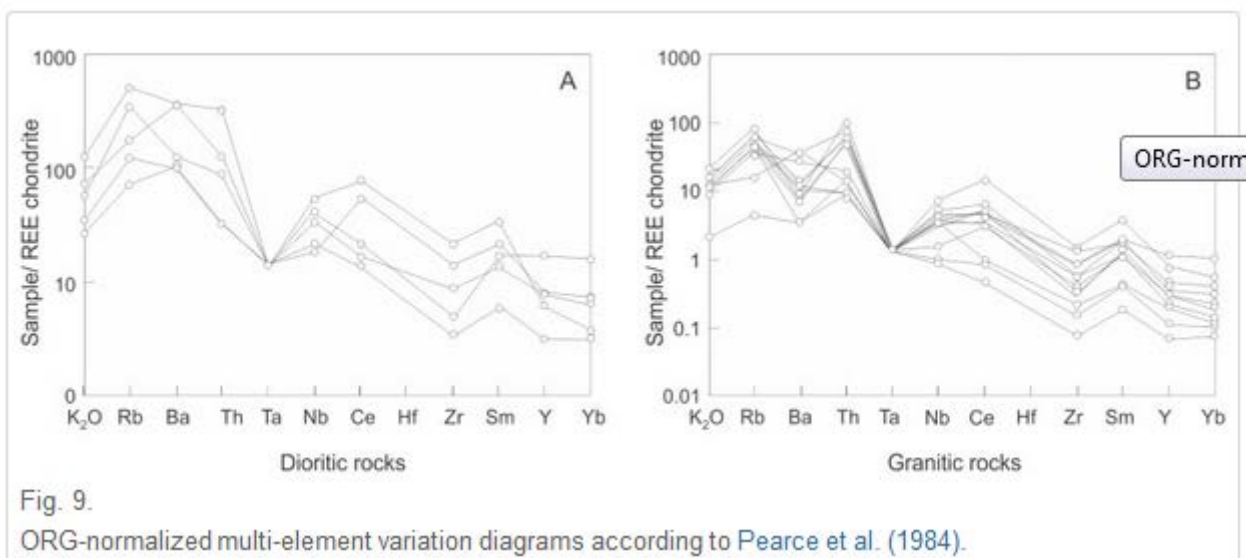 1000
100
10
0
Sample/ REE chondrite
A
K₂O Rb Ba Th Ta Nb Ce Hf Zr Sm Y Yb
Dioritic rocks
1000
100
10
1
0.1
0.01
Sample/ REE chondrite
B
K₂O Rb Ba Th Ta Nb Ce Hf Zr Sm Y Yb
Granitic rocks
ORG-norm
Fig. 9.
ORG-normalized multi-element variation diagrams according to Pearce et al. (1984).